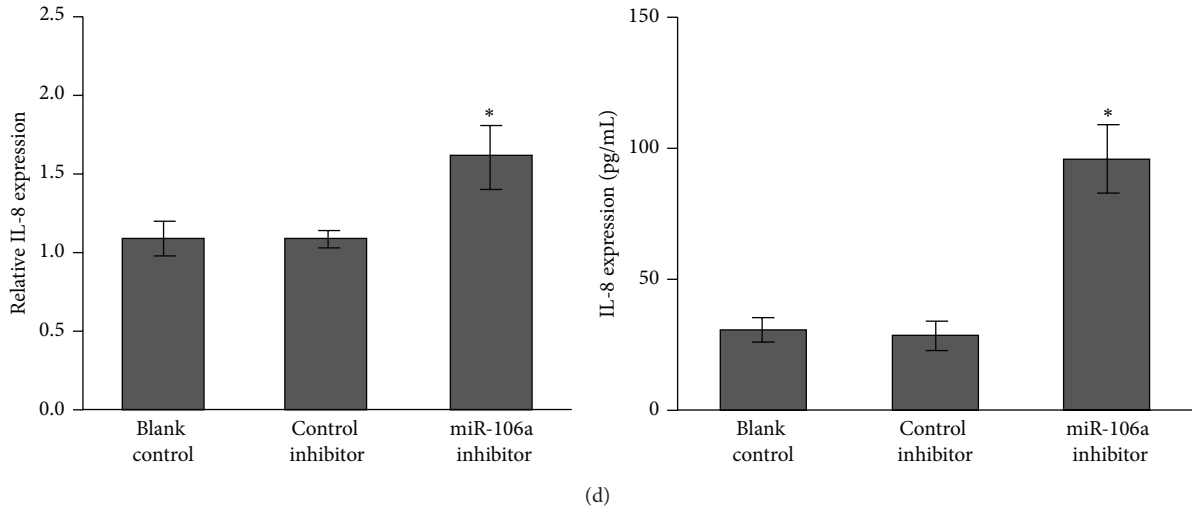 Relative IL-8 expression
2.5
2.0
1.5
1.0
0.5
0.0
*
Blank
control
Control
inhibitor
miR-106a
inhibitor
IL-8 expression (pg/mL)
150
100
50
0
*
Blank
control
Control
inhibitor
miR-106a
inhibitor
(d)